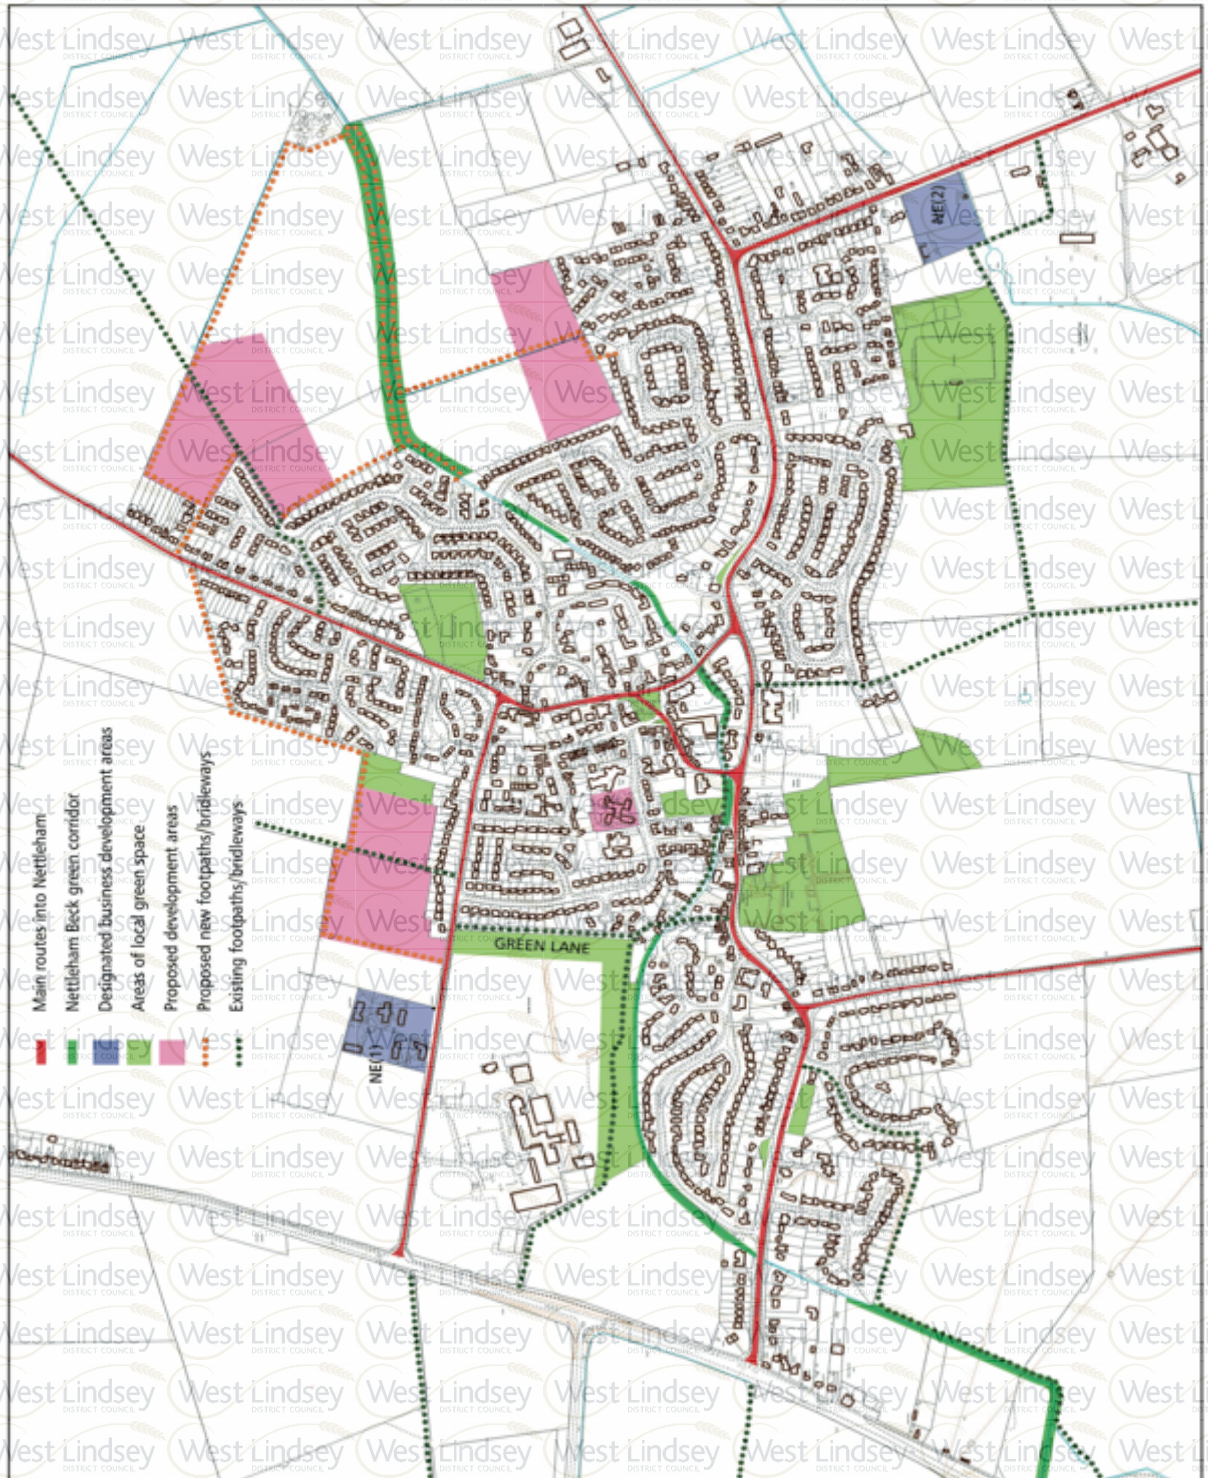 Main routes into Nettleham
Nettleham Beck green corridor
Designated business development areas
Areas of local green space
Proposed development areas
Proposed new footpaths/bridleways
Existing footpaths/bridleways
NE(2)
GREEN LANE
NE(1)
West Lindsey
DISTRICT COUNCIL